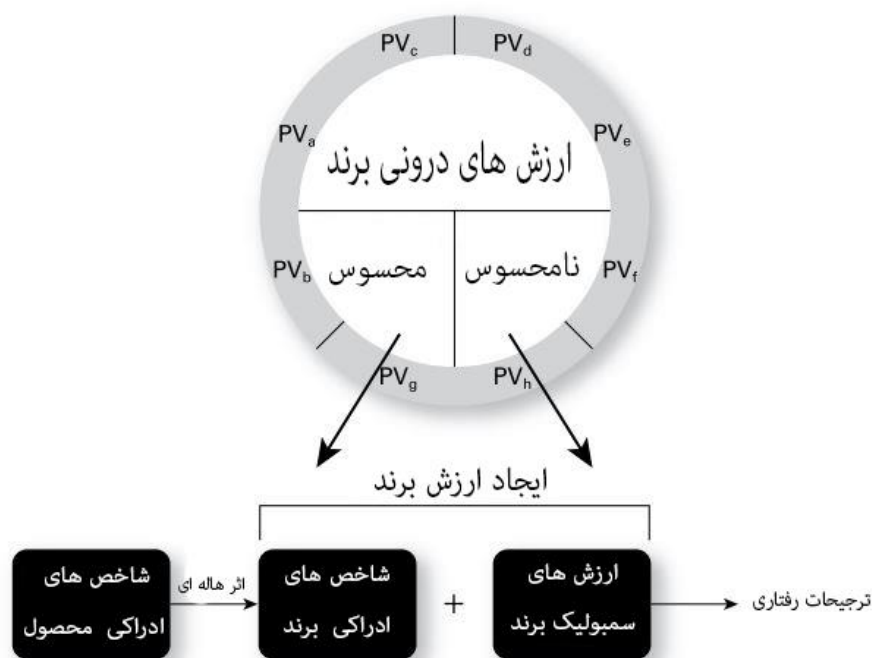 PVc PVd
PVa PVe
ارزش های درونی برند
PVb محسوس نامحسوس PVf
PVg PVh
ایجاد ارزش برند
شاخص های
ادراکی محصول
اثر هاله ای
شاخص های
ادراکی برند
+
ارزش های
سمبولیک برند
ترجیحات رفتاری